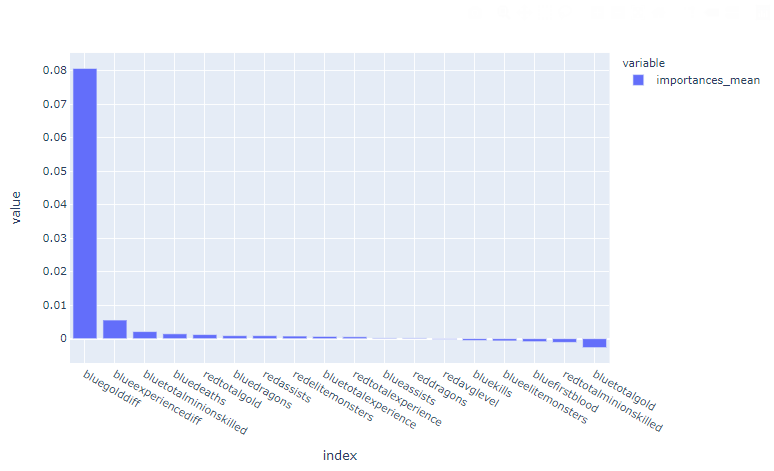 variable
importances_mean
value
0.08
0.07
0.06
0.05
0.04
0.03
0.02
0.01
0
bluegolddiff
blueexperiencediff
bluetotalminionskilled
bluedeaths
redtotalgold
bluedragons
redassists
redelitemonsters
bluetotalexperience
redtotalexperience
blueassists
reddragons
redavglevel
bluekills
blueelitemonsters
bluefirstblood
redtotalminionskilled
bluetotalgold
index